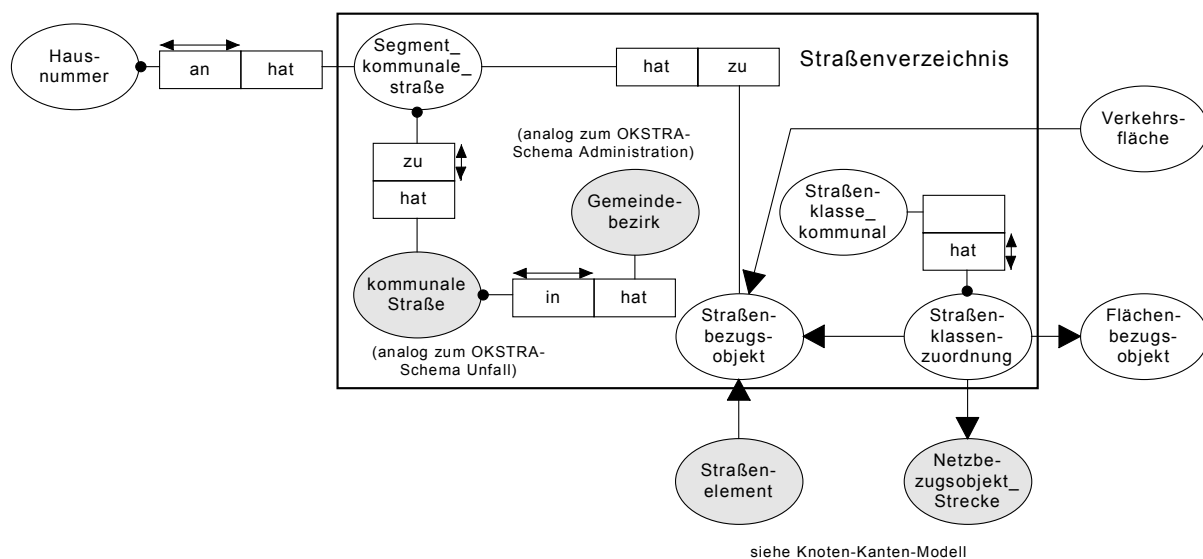 Haus-
nummer
an
hat
Segment_
kommunale_
straße
hat
zu
Straßenverzeichnis
Verkehrs-
fläche
(analog zum OKSTRA-
Schema Administration)
zu
hat
Gemeinde-
bezirk
Straßen-
klasse_
kommunal
hat
kommunale
Straße
in
hat
(analog zum OKSTRA-
Schema Unfall)
Straßen-
bezugs-
objekt
Straßen-
klassen-
zuordnung
Flächen-
bezugs-
objekt
Straßen-
element
Netzbe-
zugsobjekt_
Strecke
siehe Knoten-Kanten-Modell